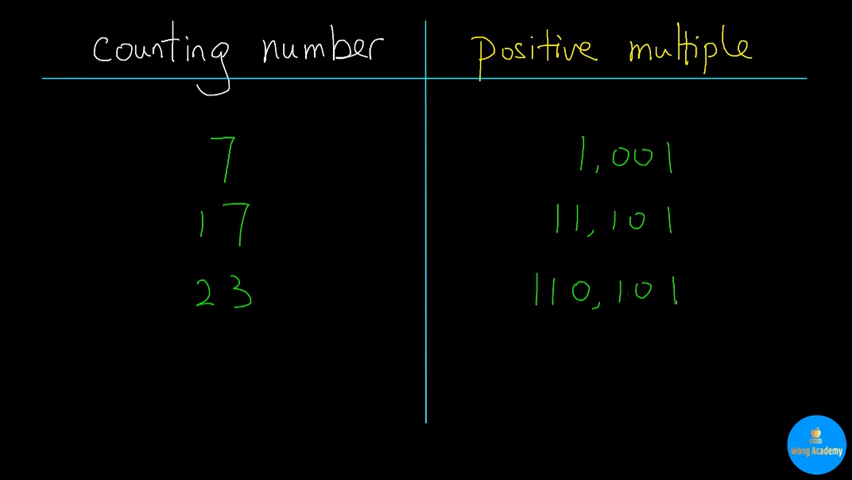 counting number positive multiple
7 1,001
17 11,101
23 110,101
Wong Academy